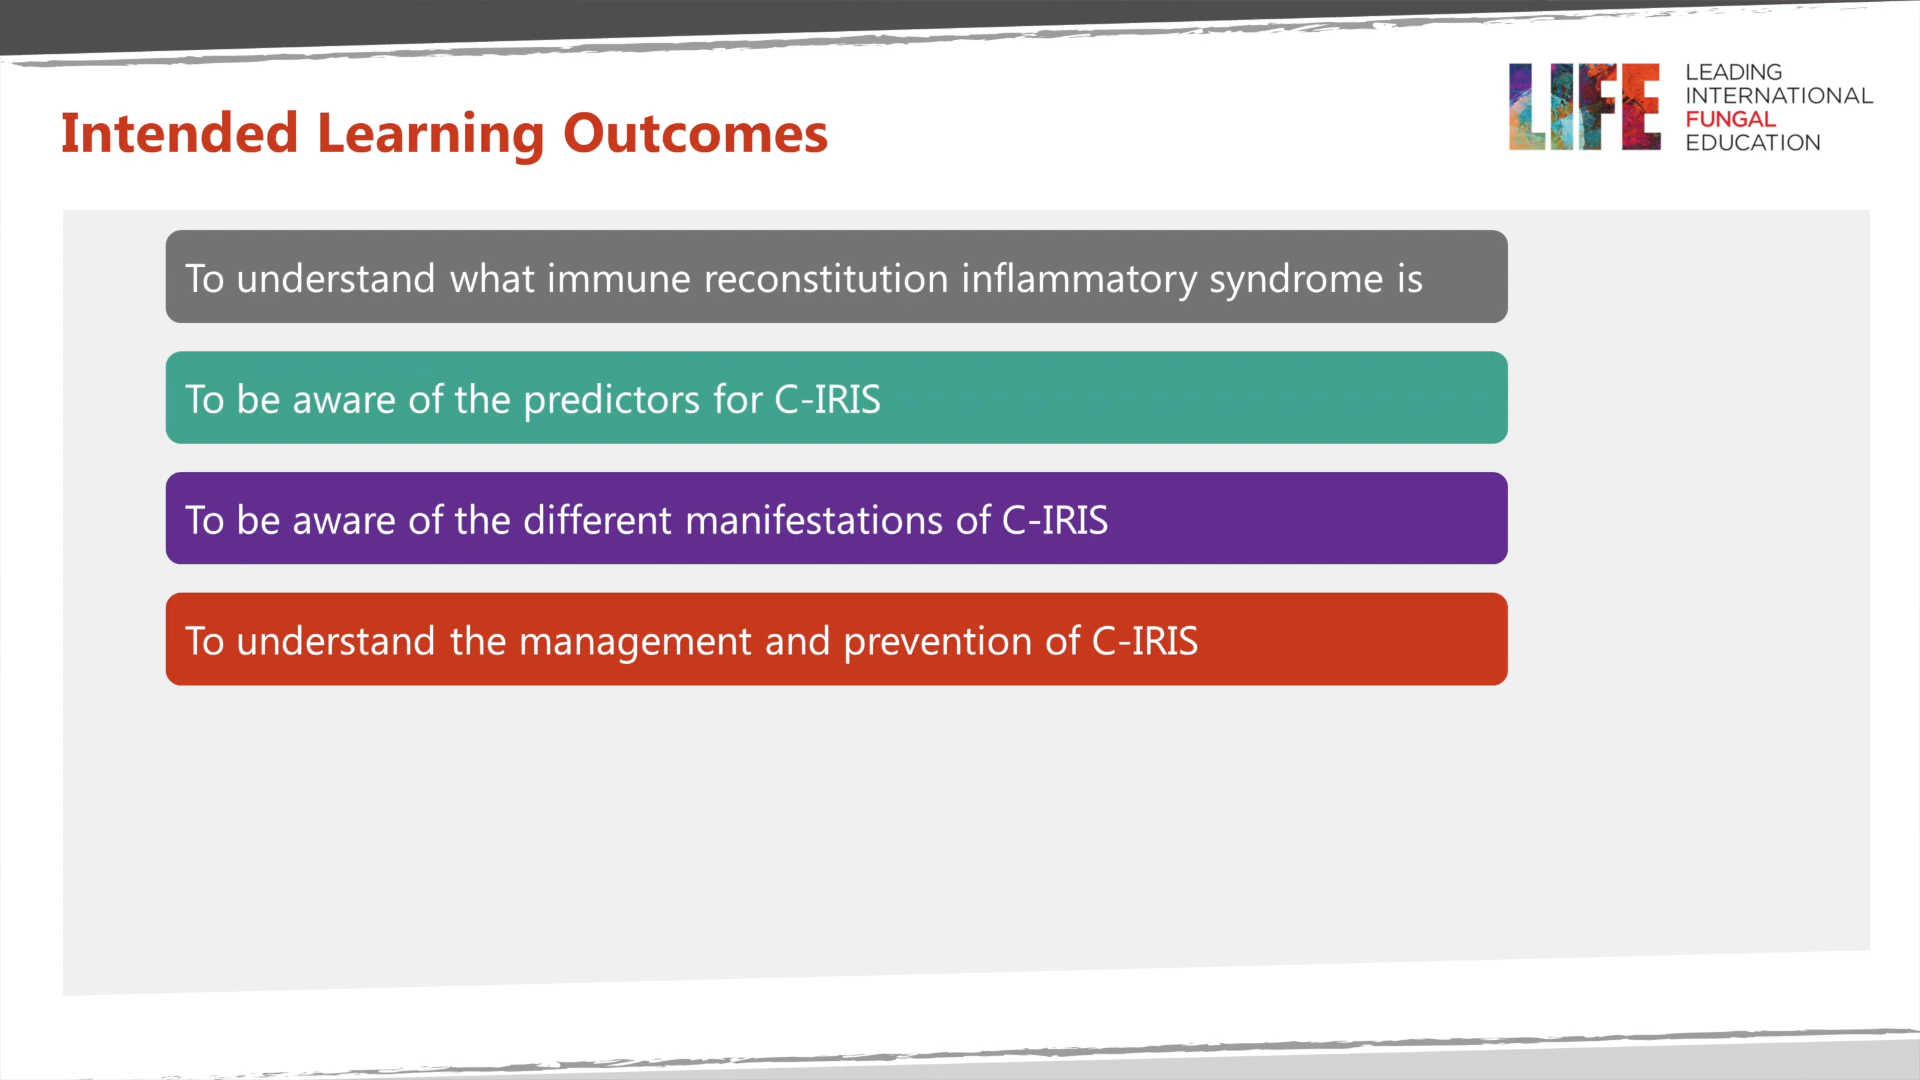 Intended Learning Outcomes
LIFE
LEADING
INTERNATIONAL
FUNGAL
EDUCATION
To understand what immune reconstitution inflammatory syndrome is
To be aware of the predictors for C-IRIS
To be aware of the different manifestations of C-IRIS
To understand the management and prevention of C-IRIS